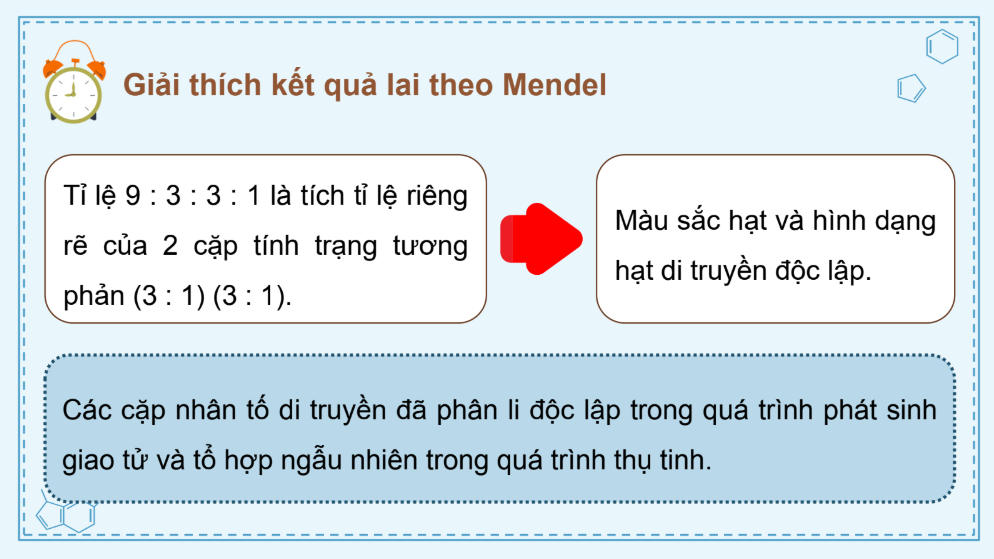 Giải thích kết quả lai theo Mendel
Tỉ lệ 9 : 3 : 3 : 1 là tích tỉ lệ riêng
rẽ của 2 cặp tính trạng tương
phản (3 : 1) (3 : 1).
Màu sắc hạt và hình dạng
hạt di truyền độc lập.
Các cặp nhân tố di truyền đã phân li độc lập trong quá trình phát sinh
giao tử và tổ hợp ngẫu nhiên trong quá trình thụ tinh.